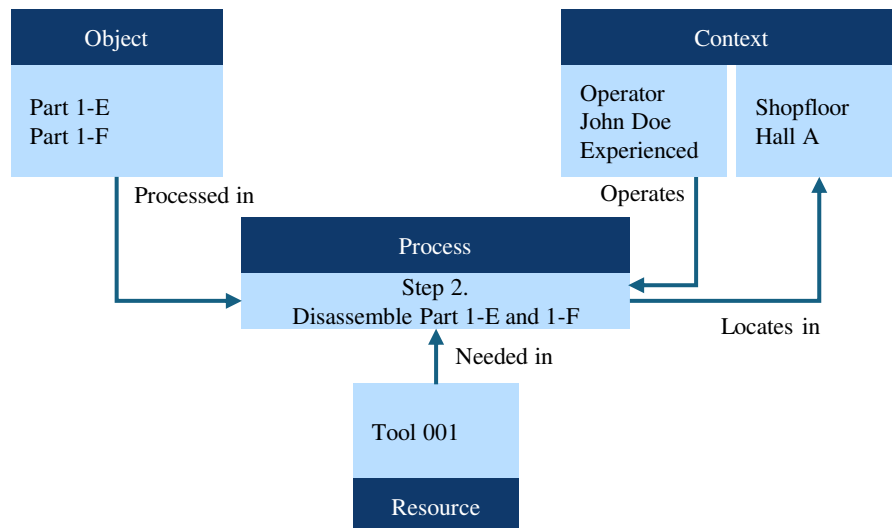 Object
Part 1-E
Part 1-F
Context
Operator
John Doe
Experienced
Shopfloor
Hall A
Processed in
Operates
Process
Step 2.
Disassemble Part 1-E and 1-F
Locates in
Needed in
Tool 001
Resource